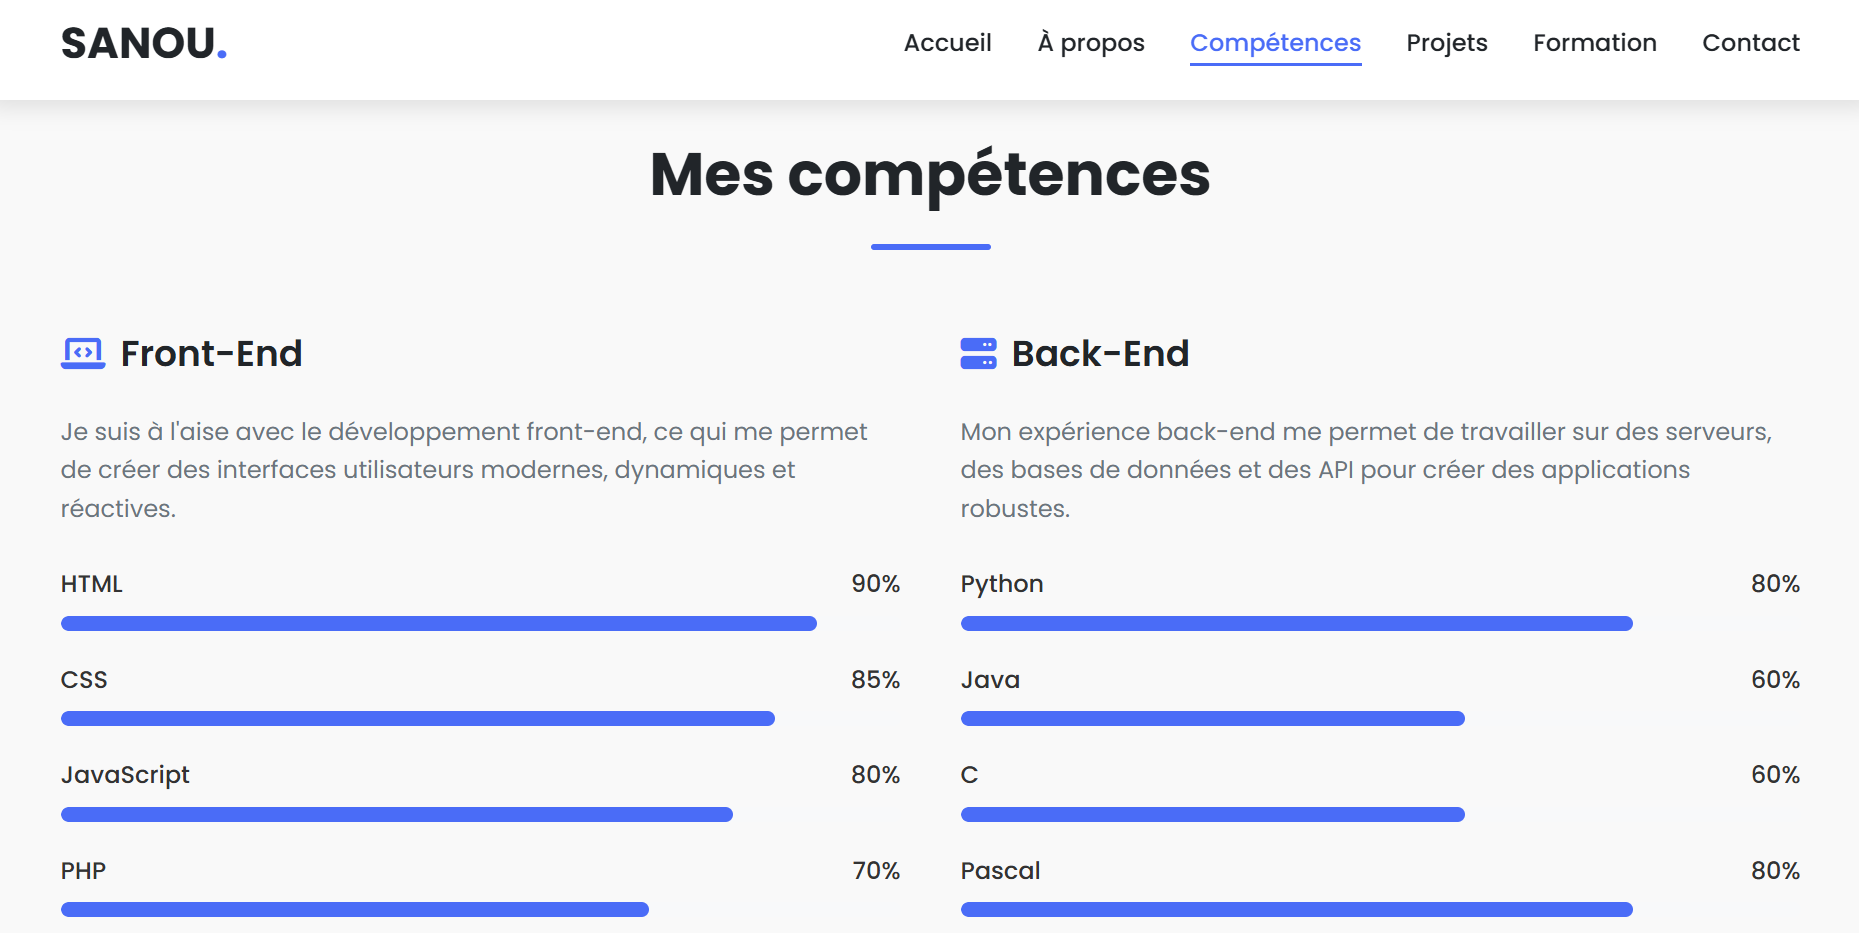 SANOU.
Accueil À propos Compétences Projets Formation Contact
Mes compétences
Front-End
Je suis à l'aise avec le développement front-end, ce qui me permet
de créer des interfaces utilisateurs modernes, dynamiques et
réactives.
HTML 90%
CSS 85%
JavaScript 80%
PHP 70%
Back-End
Mon expérience back-end me permet de travailler sur des serveurs,
des bases de données et des API pour créer des applications
robustes.
Python 80%
Java 60%
C 60%
Pascal 80%